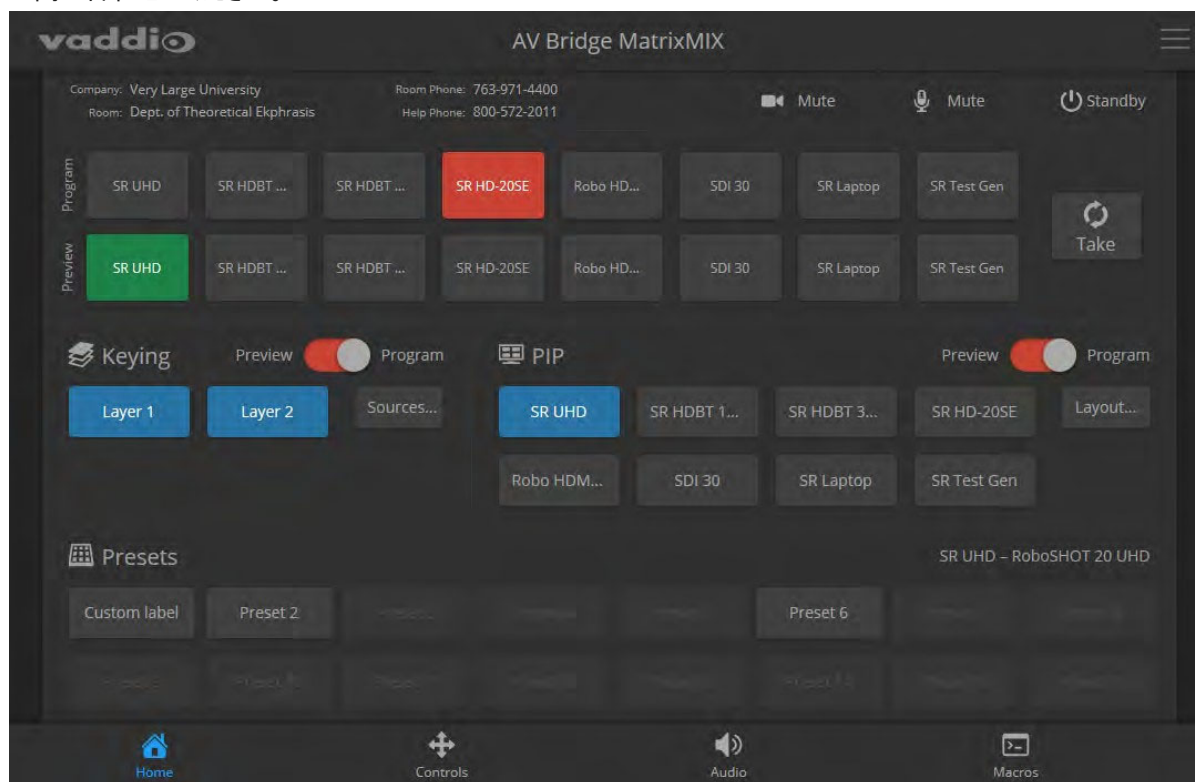 vaddio
AV Bridge MatrixMIX
Company: Very Large University
Room: Dept. of Theoretical Ekphrasis
Room Phone: 763-971-4400
Help Phone: 800-572-2011
Mute
Mute
Standby
Program
SR UHD
SR HDBT ...
SR HDBT ...
SR HD-20SE
Robo HD...
SDI 30
SR Laptop
SR Test Gen
Take
Preview
SR UHD
SR HDBT ...
SR HDBT ...
SR HD-20SE
Robo HD...
SDI 30
SR Laptop
SR Test Gen
Keying
Preview
Program
Layer 1
Layer 2
Sources...
PIP
Preview
Program
SR UHD
SR HDBT 1...
SR HDBT 3...
SR HD-20SE
Layout...
Robo HDM...
SDI 30
SR Laptop
SR Test Gen
Presets
SR UHD – RoboSHOT 20 UHD
Custom label
Preset 2
Preset 6
Home
Controls
Audio
Macros